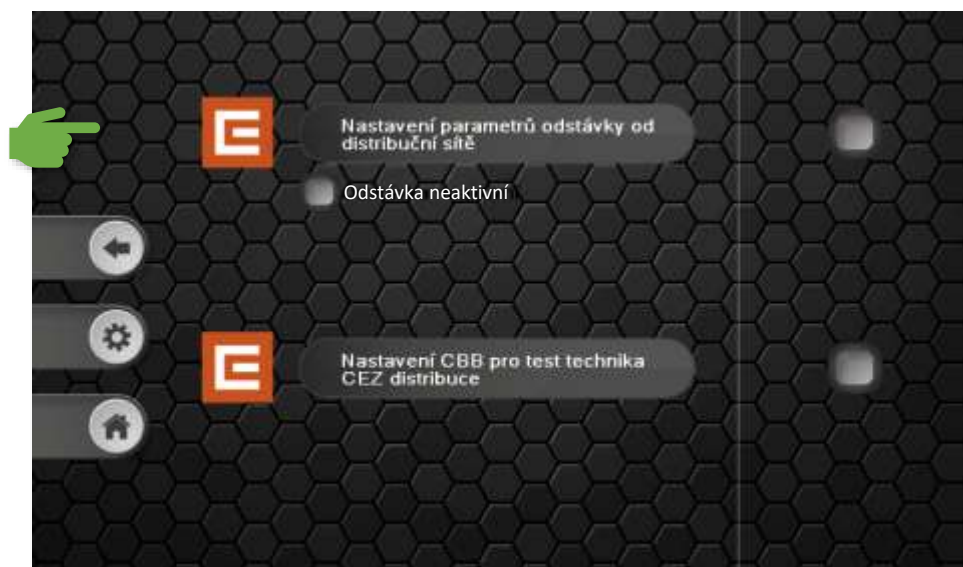 Nastavení parametrů odstávky od
distribuční sítě
Odstávka neaktivní
Nastavení CBB pro test technika
CEZ distribuce